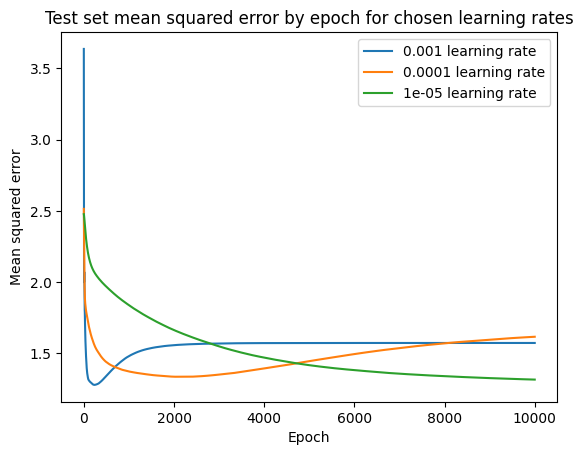 Test set mean squared error by epoch for chosen learning rates
0.001 learning rate
0.0001 learning rate
1e-05 learning rate
3.5
3.0
2.5
2.0
1.5
Mean squared error
0 2000 4000 6000 8000 10000
Epoch